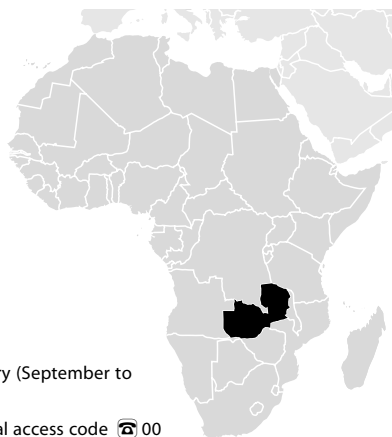 ry (September to
al access code ☎ 00